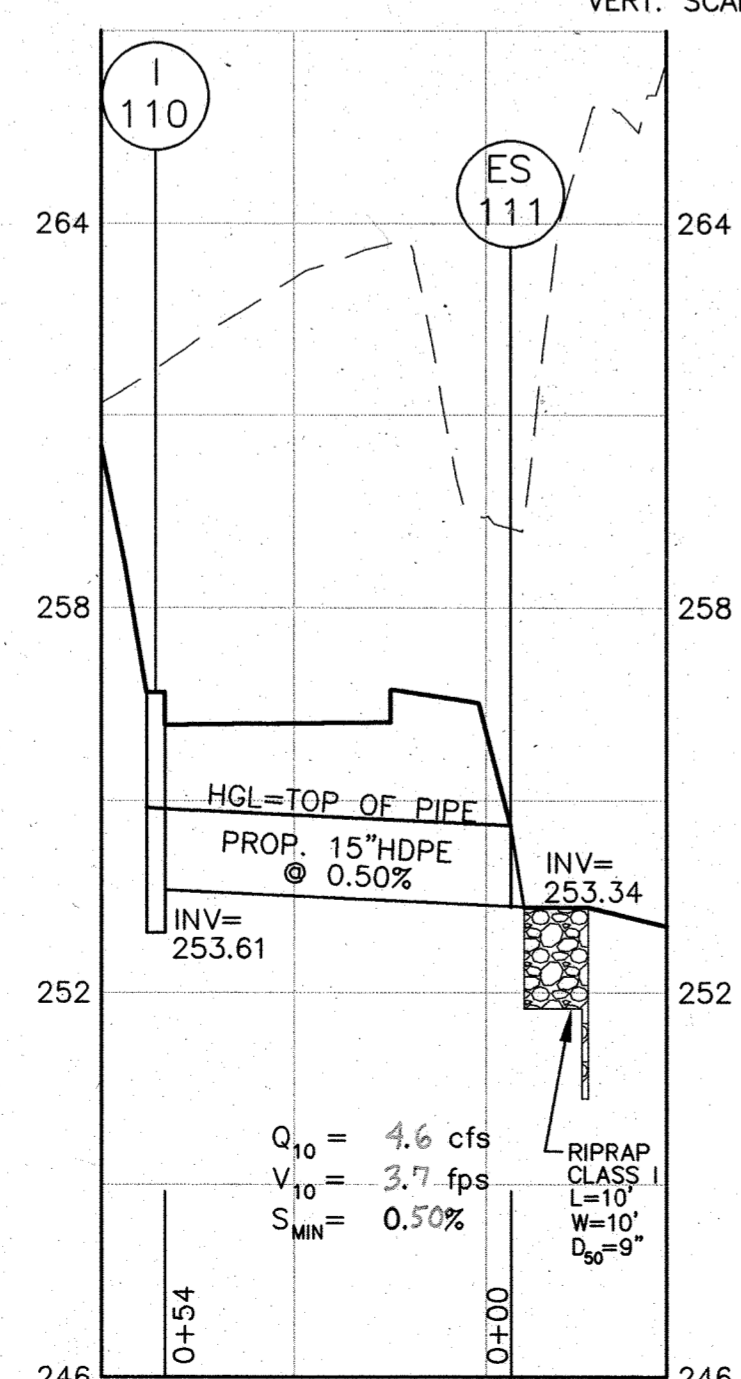 VERT. SCAL
I
110
ES
111
264
264
258
258
HGL=TOP OF PIPE
PROP. 15"HDPE
@ 0.50%
INV=
253.34
INV=
253.61
252
252
Q10 = 4.6 cfs
V10 = 3.7 fps
SMIN= 0.50%
RIPRAP
CLASS I
L=10'
W=10'
D50=9"
0+54
0+00
246
246